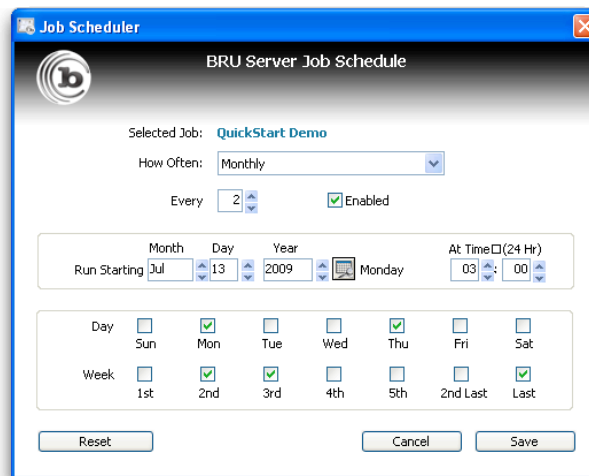 Job Scheduler
BRU Server Job Schedule
b
Selected Job: QuickStart Demo
How Often: Monthly
Every 2 Enabled
Month Day Year At Time□(24 Hr)
Run Starting Jul 13 2009 Monday 03 : 00
Day
Sun Mon Tue Wed Thu Fri Sat
Week
1st 2nd 3rd 4th 5th 2nd Last Last
Reset Cancel Save